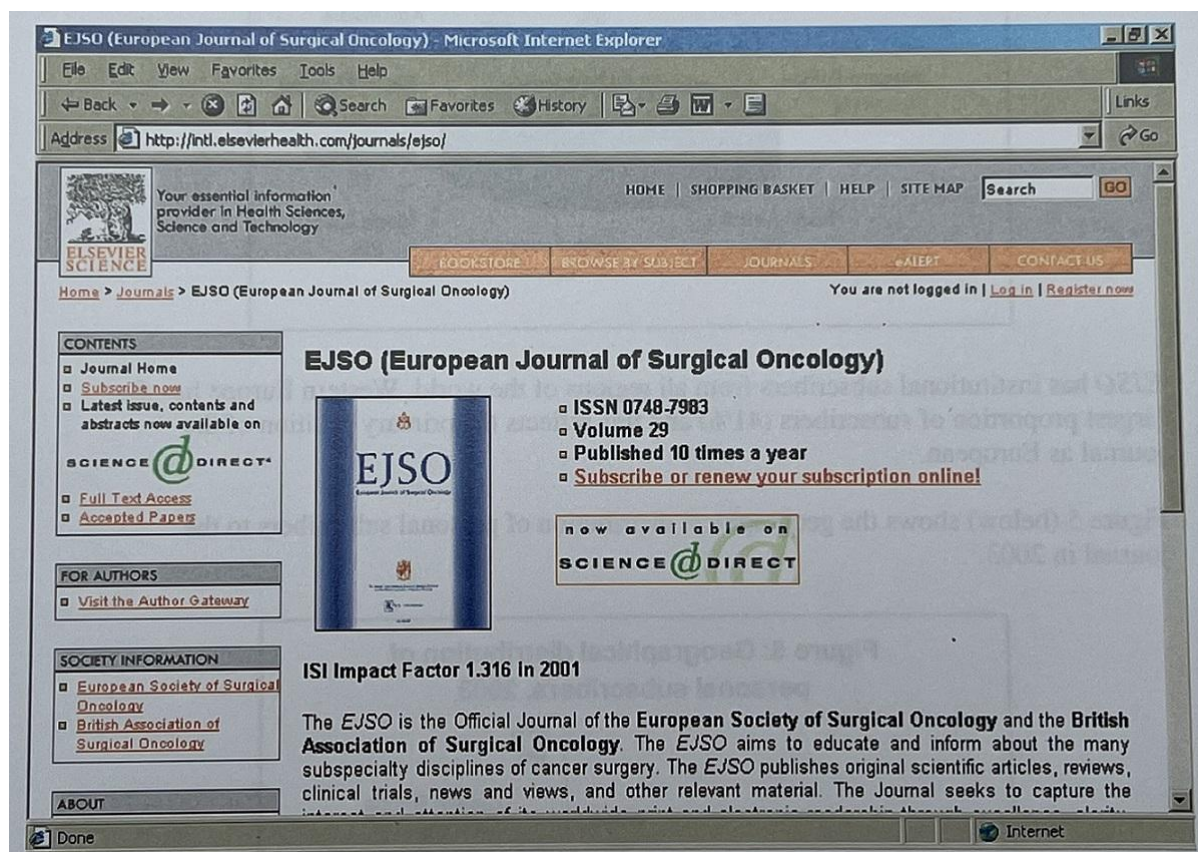 EJSO (European Journal of Surgical Oncology) - Microsoft Internet Explorer
File Edit View Favorites Tools Help
Back Search Favorites History Links
Address http://intl.elsevierhealth.com/journals/ejso/ Go
Your essential information
provider in Health Sciences,
Science and Technology
HOME | SHOPPING BASKET | HELP | SITE MAP Search GO
ELSEVIER
SCIENCE
BOOKSTORE BROWSE BY SUBJECT JOURNALS eALERT CONTACT US
Home > Journals > EJSO (European Journal of Surgical Oncology) You are not logged in | Log in | Register now
CONTENTS
Journal Home
Subscribe now
Latest issue, contents and
abstracts now available on
SCIENCE @ DIRECT
Full Text Access
Accepted Papers
FOR AUTHORS
Visit the Author Gateway
SOCIETY INFORMATION
European Society of Surgical
Oncology
British Association of
Surgical Oncology
ABOUT
EJSO (European Journal of Surgical Oncology)
EJSO
European Journal of Surgical Oncology
ISSN 0748-7983
Volume 29
Published 10 times a year
Subscribe or renew your subscription online!
now available on
SCIENCE @ DIRECT
ISI Impact Factor 1.316 in 2001
The EJSO is the Official Journal of the European Society of Surgical Oncology and the British
Association of Surgical Oncology. The EJSO aims to educate and inform about the many
subspecialty disciplines of cancer surgery. The EJSO publishes original scientific articles, reviews,
clinical trials, news and views, and other relevant material. The Journal seeks to capture the
Done Internet